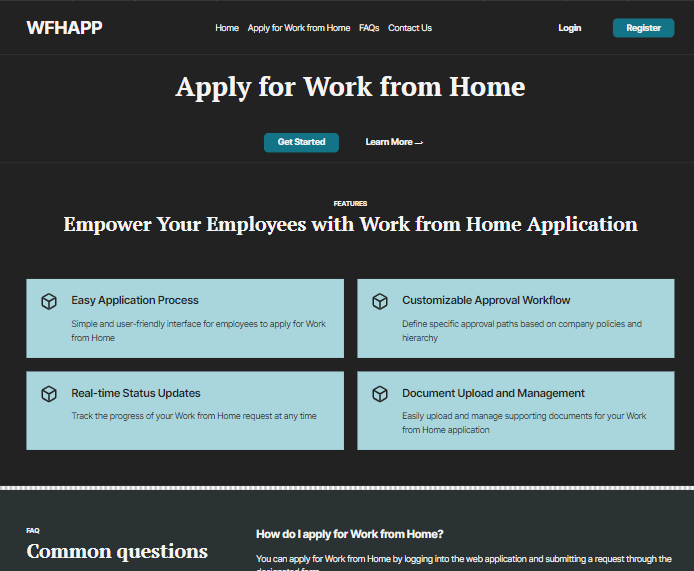 WFHAPP
Home Apply for Work from Home FAQs Contact Us
Login
Register
Apply for Work from Home
Get Started
Learn More
FEATURES
Empower Your Employees with Work from Home Application
Easy Application Process
Simple and user-friendly interface for employees to apply for Work
from Home
Customizable Approval Workflow
Define specific approval paths based on company policies and
hierarchy
Real-time Status Updates
Track the progress of your Work from Home request at any time
Document Upload and Management
Easily upload and manage supporting documents for your Work
from Home application
FAQ
Common questions
How do I apply for Work from Home?
You can apply for Work from Home by logging into the web application and submitting a request through the
designated form